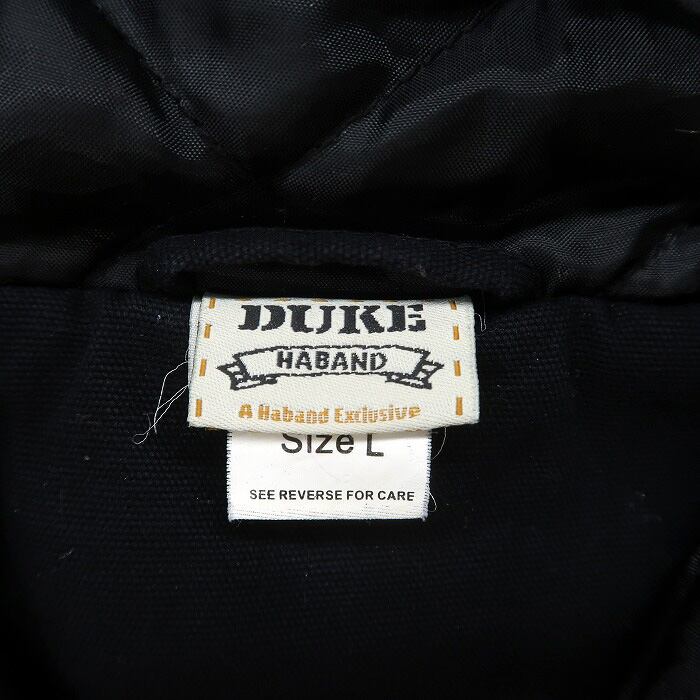 DUKE
HABAND
A Haband Exclusive
Size L
SEE REVERSE FOR CARE